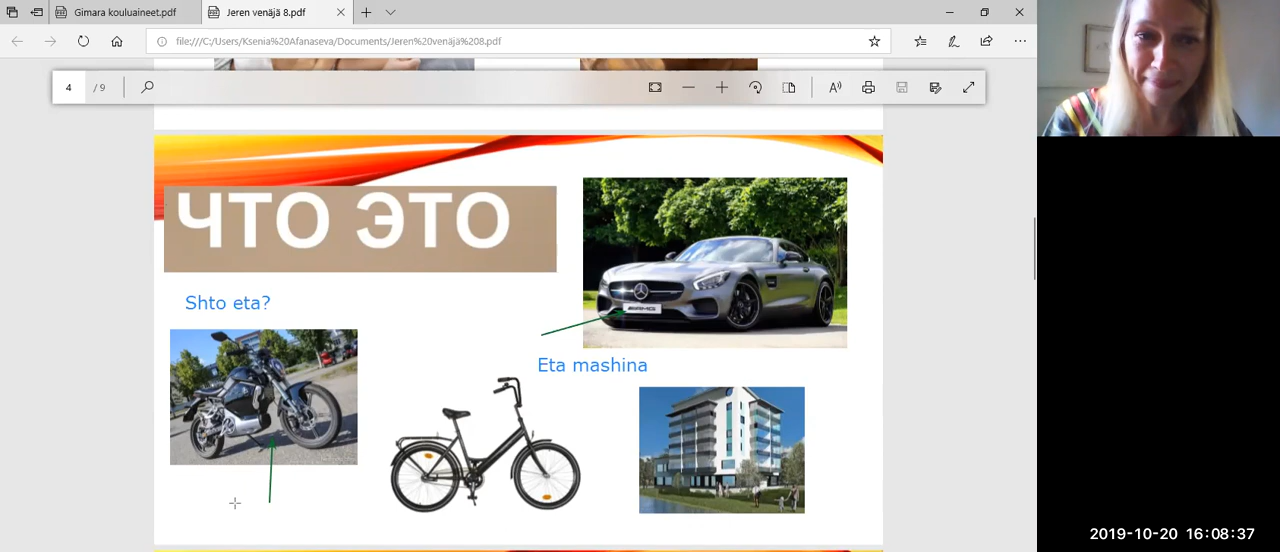 Gimara kouluaineet.pdf
Jeren venäjä 8.pdf
file:///C:/Users/Ksenia%20Afanaseva/Documents/Jeren%20venäjä%208.pdf
4 / 9
ЧТО ЭТО
AMG
Shto eta?
Eta mashina
2019-10-20 16:08:37